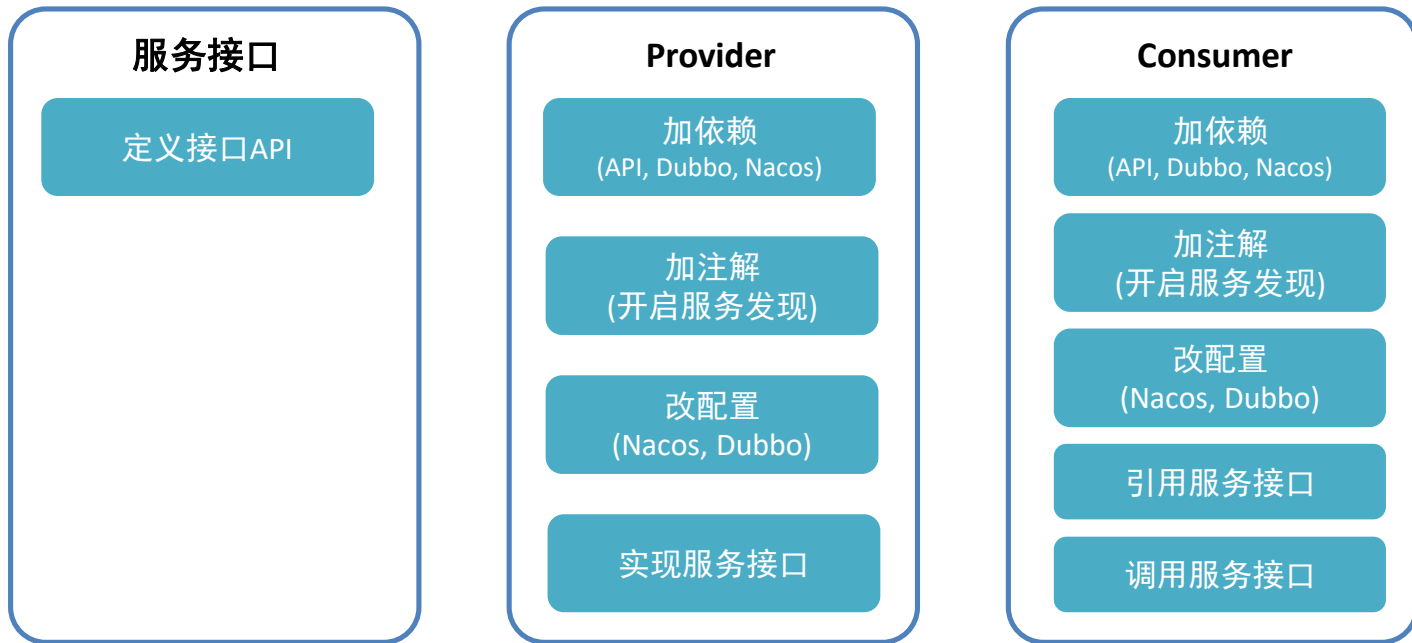 服务接口
定义接口API
Provider
加依赖
(API, Dubbo, Nacos)
加注解
(开启服务发现)
改配置
(Nacos, Dubbo)
实现服务接口
Consumer
加依赖
(API, Dubbo, Nacos)
加注解
(开启服务发现)
改配置
(Nacos, Dubbo)
引用服务接口
调用服务接口